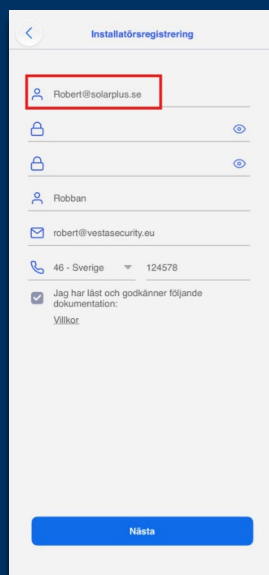 Installatörsregistrering
Robert@solarplus.se
Robban
robert@vestasecurity.eu
46 - Sverige 124578
Jag har läst och godkänner följande
dokumentation:
Villkor
Nästa